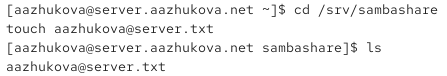 [aazhukova@server.aazhukova.net ~]$ cd /srv/sambashare
touch aazhukova@server.txt
[aazhukova@server.aazhukova.net sambashare]$ ls
aazhukova@server.txt